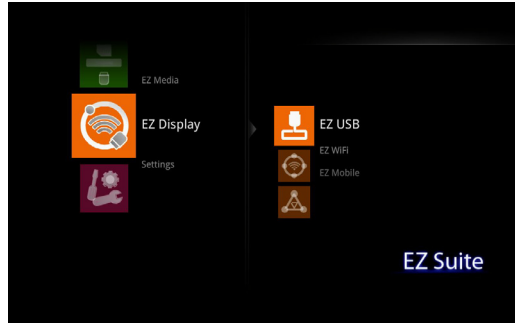 EZ Media
EZ Display
Settings
EZ USB
EZ WiFi
EZ Mobile
EZ Suite